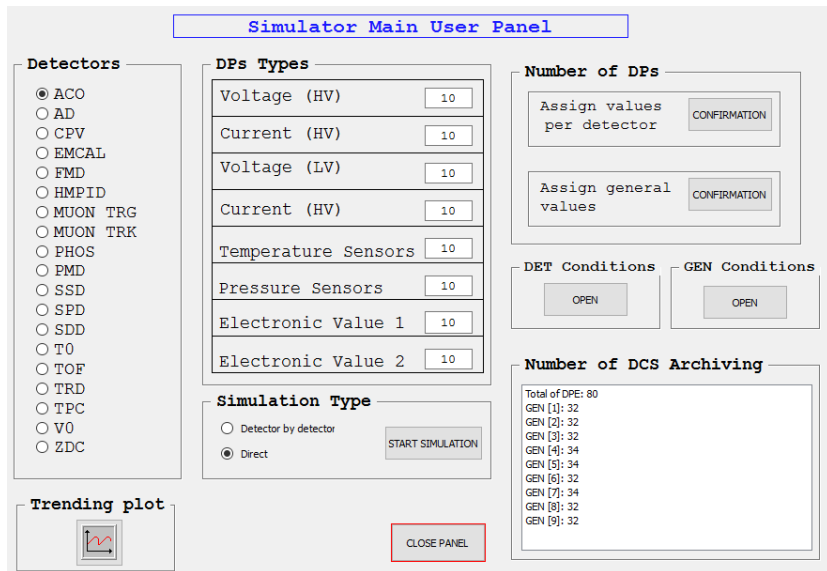 Simulator Main User Panel
Detectors
ACO
AD
CPV
EMCAL
FMD
HMPID
MUON TRG
MUON TRK
PHOS
PMD
SSD
SPD
SDD
T0
TOF
TRD
TPC
V0
ZDC
Trending plot
DPs Types
Voltage (HV) 10
Current (HV) 10
Voltage (LV) 10
Current (HV) 10
Temperature Sensors 10
Pressure Sensors 10
Electronic Value 1 10
Electronic Value 2 10
Simulation Type
Detector by detector
Direct
START SIMULATION
CLOSE PANEL
Number of DPs
Assign values
per detector
CONFIRMATION
Assign general
values
CONFIRMATION
DET Conditions
OPEN
GEN Conditions
OPEN
Number of DCS Archiving
Total of DPE: 80
GEN [1]: 32
GEN [2]: 32
GEN [3]: 32
GEN [4]: 34
GEN [5]: 34
GEN [6]: 32
GEN [7]: 34
GEN [8]: 32
GEN [9]: 32